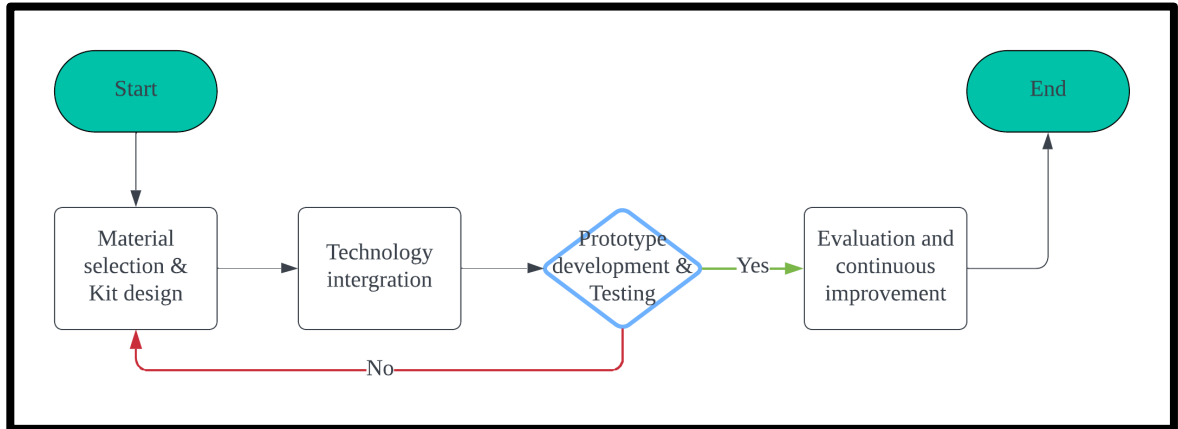 Start
End
Material
selection &
Kit design
Technology
intergration
Prototype
development &
Testing
Yes
Evaluation and
continuous
improvement
No